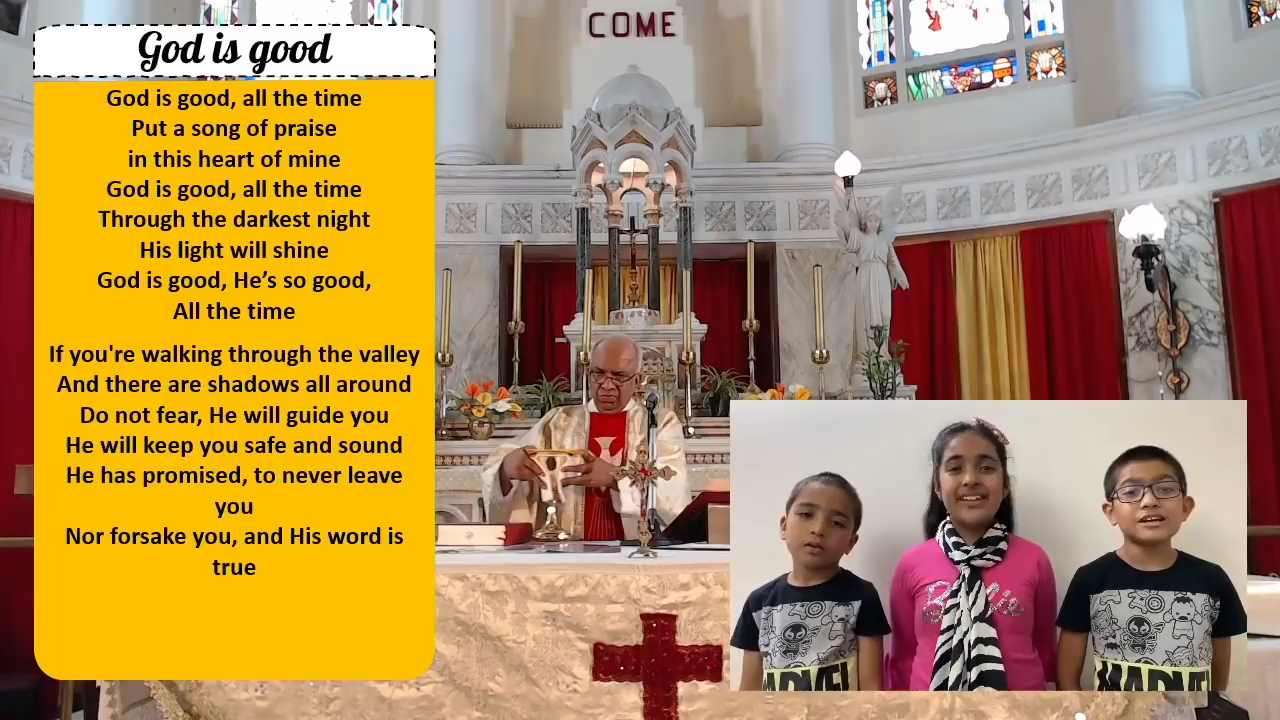 COME
God is good
God is good, all the time
Put a song of praise
in this heart of mine
God is good, all the time
Through the darkest night
His light will shine
God is good, He’s so good,
All the time
If you're walking through the valley
And there are shadows all around
Do not fear, He will guide you
He will keep you safe and sound
He has promised, to never leave
you
Nor forsake you, and His word is
true
Barbie
MARVEL
MARVEL